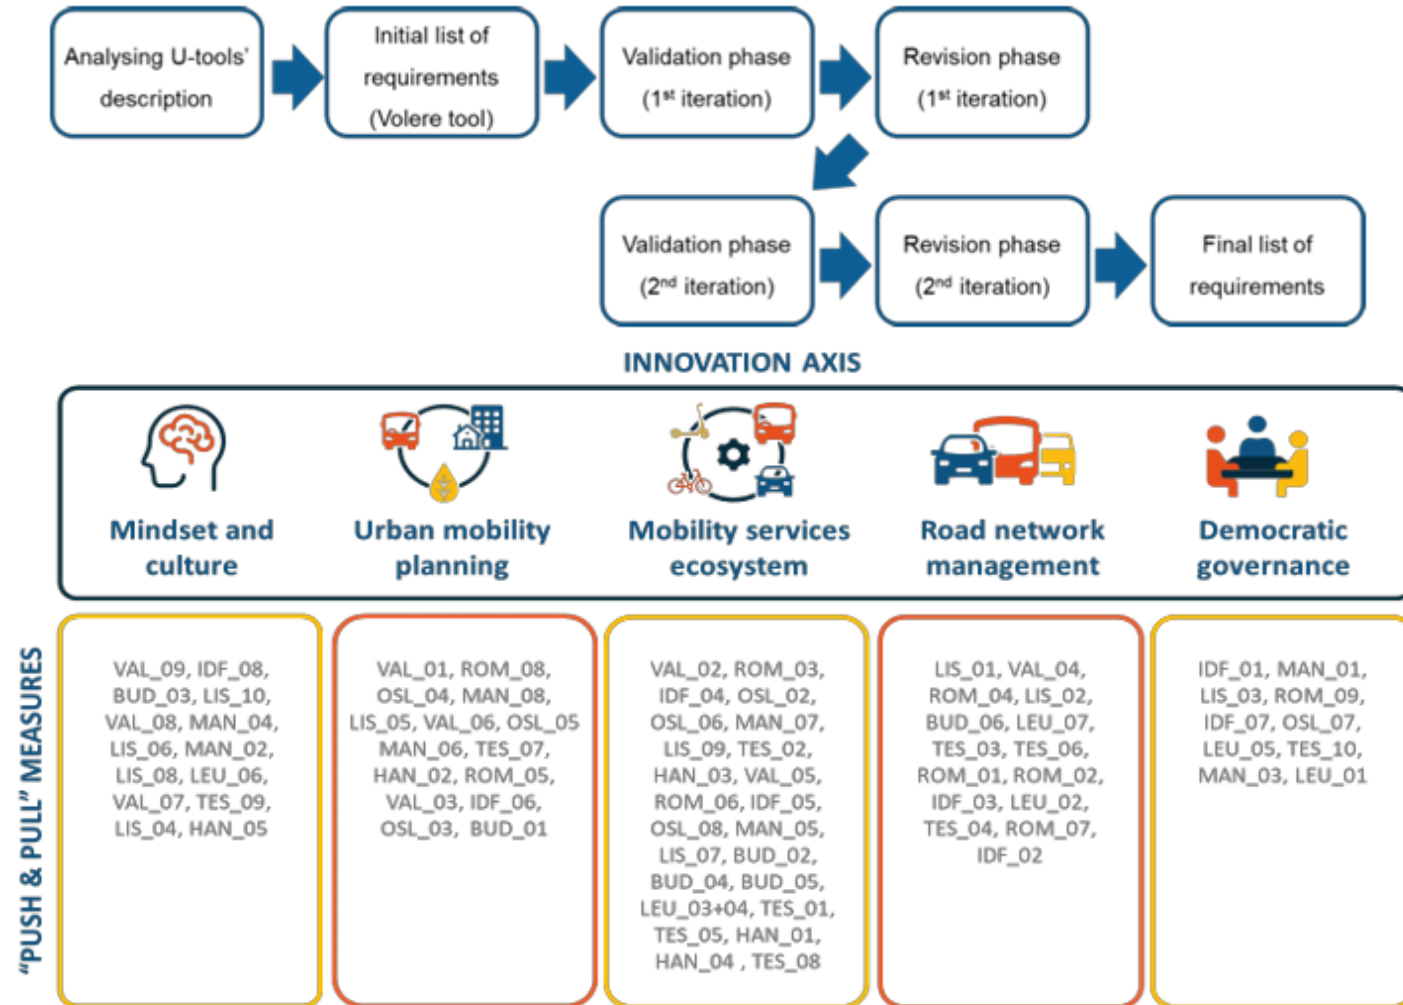 Analysing U-tools'
description
Initial list of
requirements
(Volere tool)
Validation phase
(1st iteration)
Revision phase
(1st iteration)
Validation phase
(2nd iteration)
Revision phase
(2nd iteration)
Final list of
requirements
INNOVATION AXIS
Mindset and
culture
Urban mobility
planning
Mobility services
ecosystem
Road network
management
Democratic
governance
"PUSH & PULL" MEASURES
VAL_09, IDF_08,
BUD_03, LIS_10,
VAL_08, MAN_04,
LIS_06, MAN_02,
LIS_08, LEU_06,
VAL_07, TES_09,
LIS_04, HAN_05
VAL_01, ROM_08,
OSL_04, MAN_08,
LIS_05, VAL_06, OSL_05
MAN_06, TES_07,
HAN_02, ROM_05,
VAL_03, IDF_06,
OSL_03, BUD_01
VAL_02, ROM_03,
IDF_04, OSL_02,
OSL_06, MAN_07,
LIS_09, TES_02,
HAN_03, VAL_05,
ROM_06, IDF_05,
OSL_08, MAN_05,
LIS_07, BUD_02,
BUD_04, BUD_05,
LEU_03+04, TES_01,
TES_05, HAN_01,
HAN_04 , TES_08
LIS_01, VAL_04,
ROM_04, LIS_02,
BUD_06, LEU_07,
TES_03, TES_06,
ROM_01, ROM_02,
IDF_03, LEU_02,
TES_04, ROM_07,
IDF_02
IDF_01, MAN_01,
LIS_03, ROM_09,
IDF_07, OSL_07,
LEU_05, TES_10,
MAN_03, LEU_01